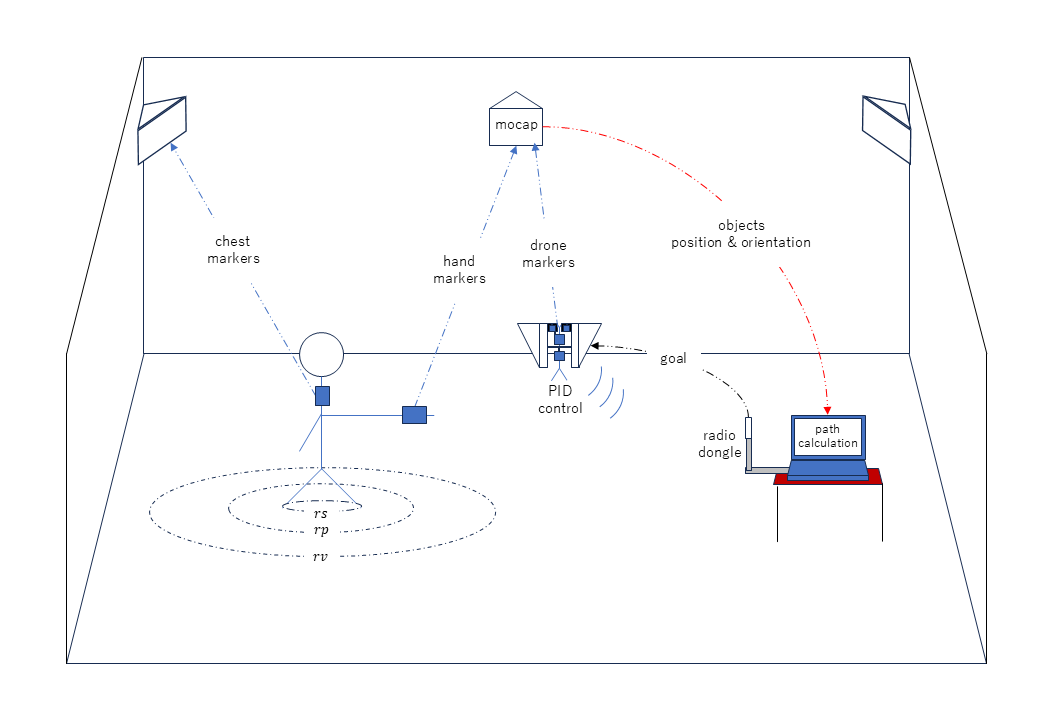 mocap
objects
position & orientation
chest
markers
drone
markers
hand
markers
goal
PID
control
radio
dongle
path
calculation
rs
rp
rv